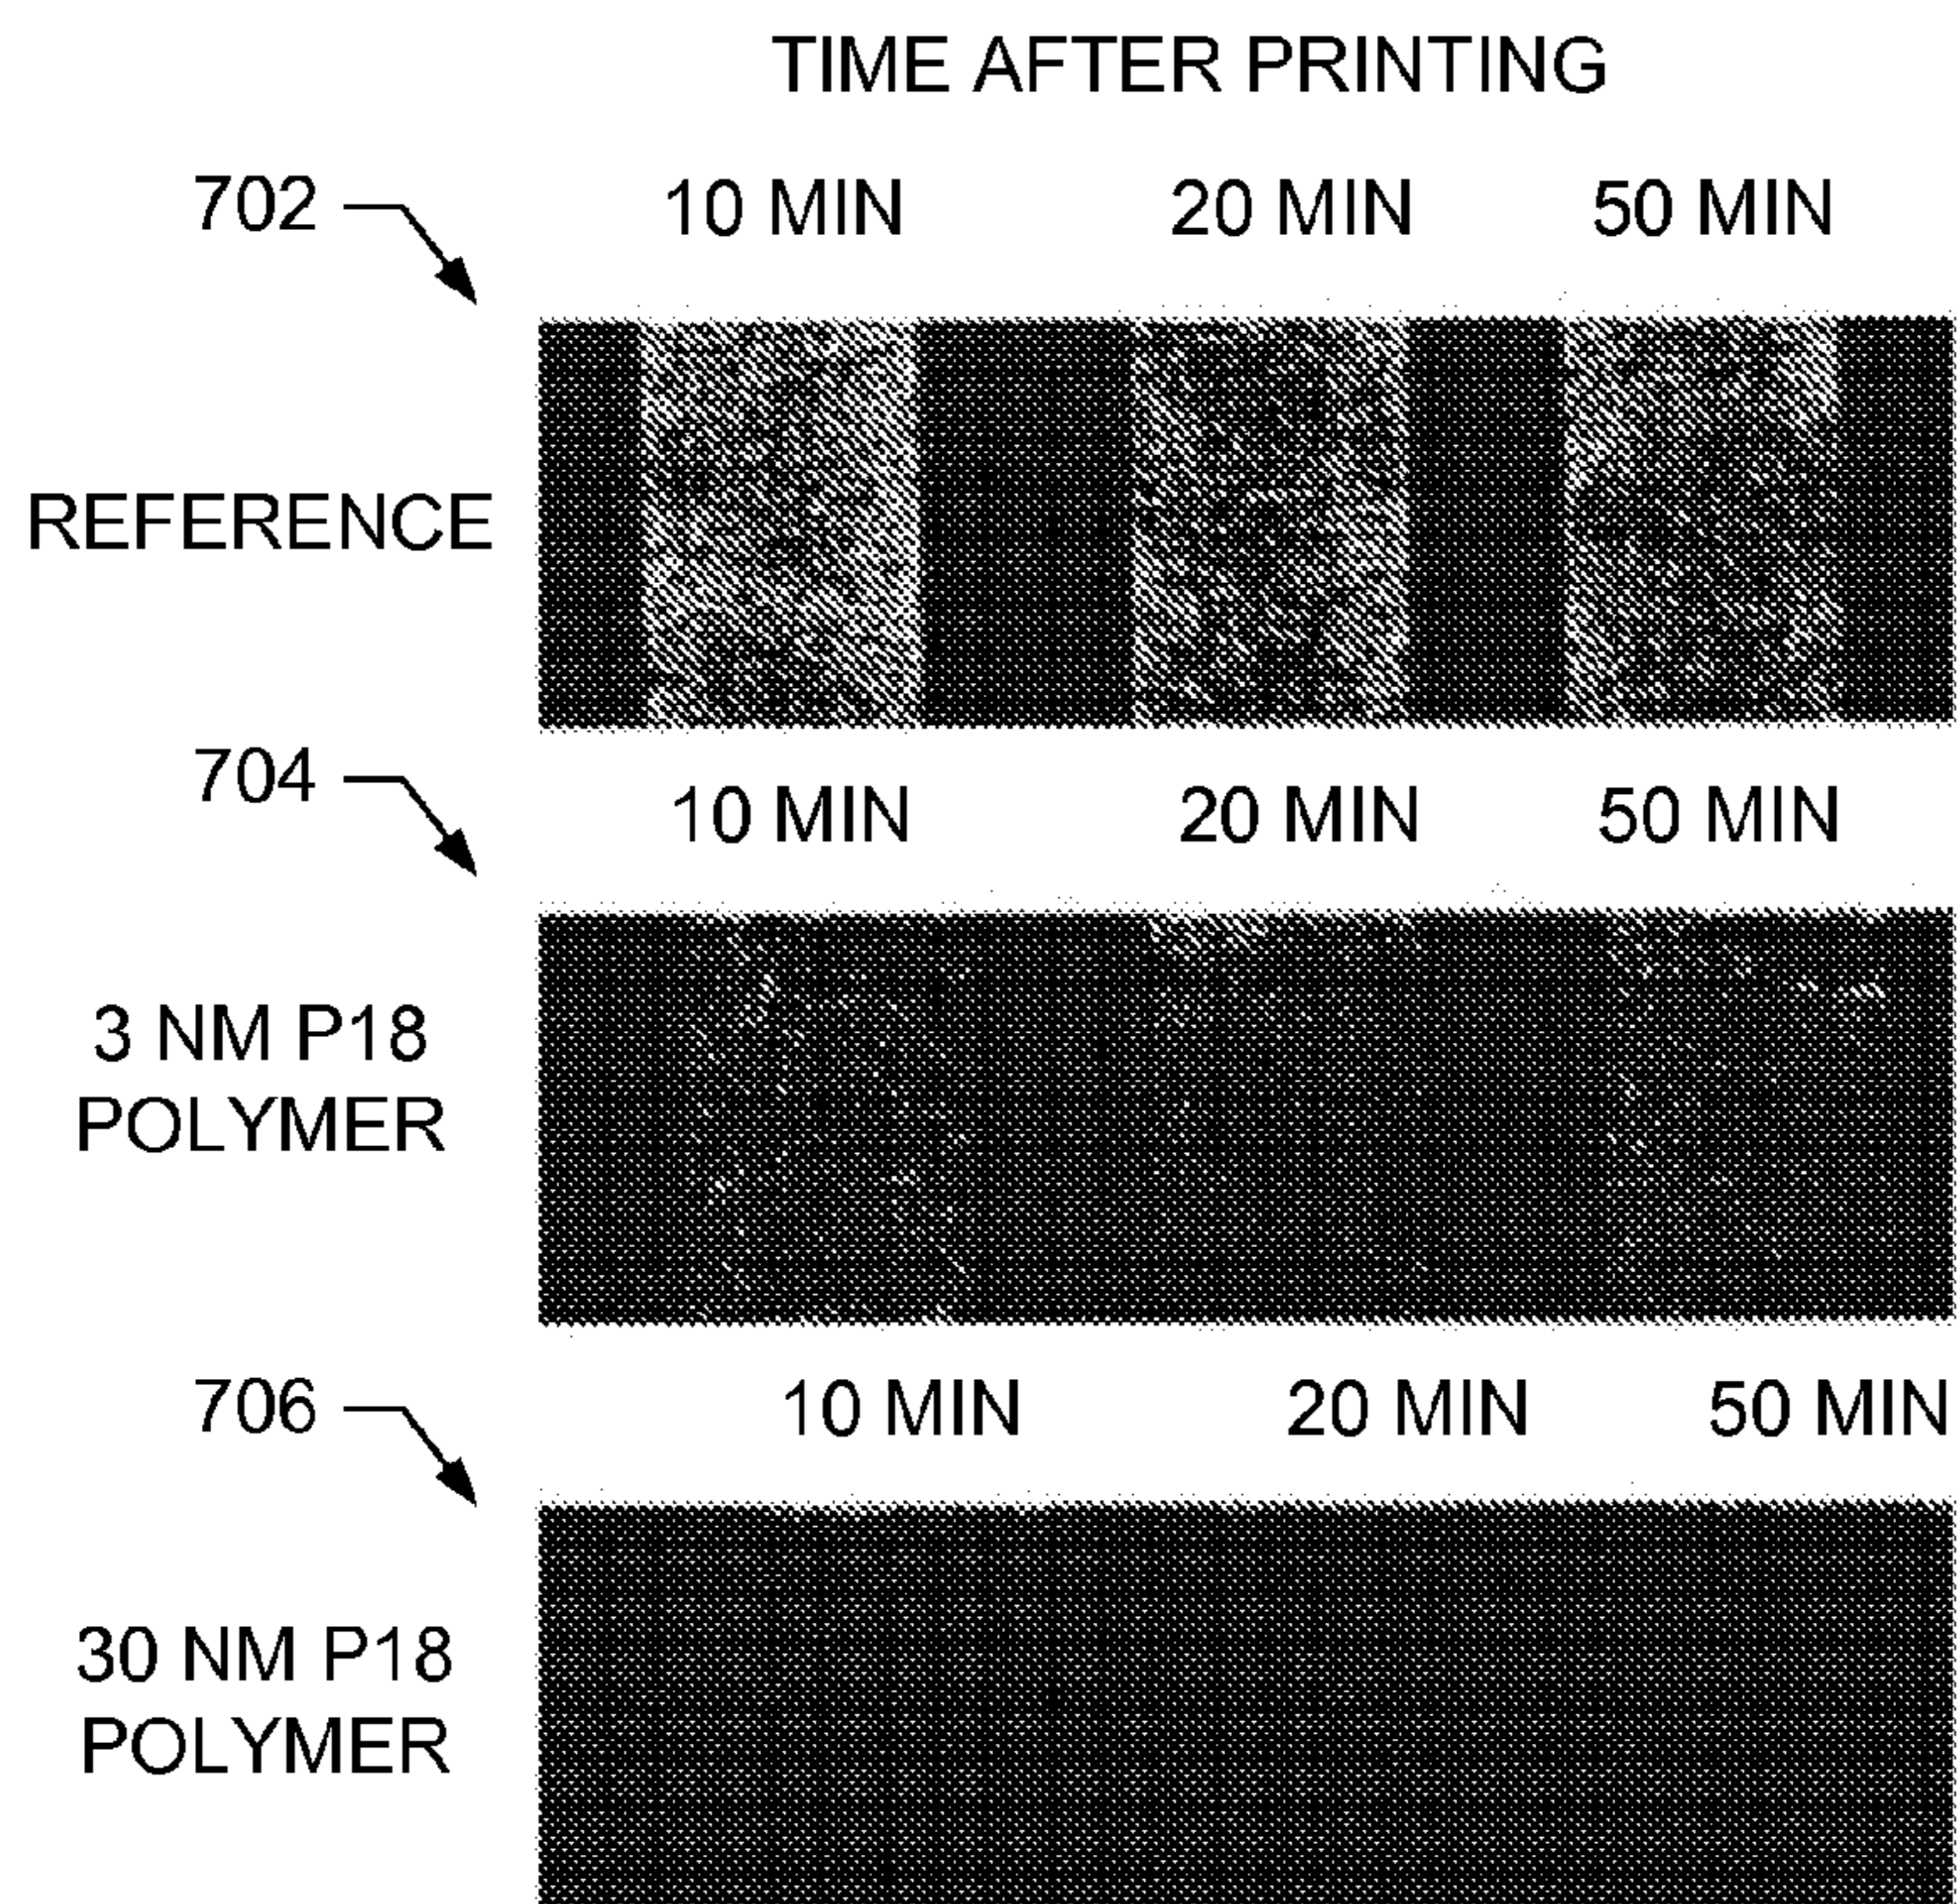 TIME AFTER PRINTING
702
10 MIN 20 MIN 50 MIN
REFERENCE
704
10 MIN 20 MIN 50 MIN
3 NM P18
POLYMER
706
10 MIN 20 MIN 50 MIN
30 NM P18
POLYMER